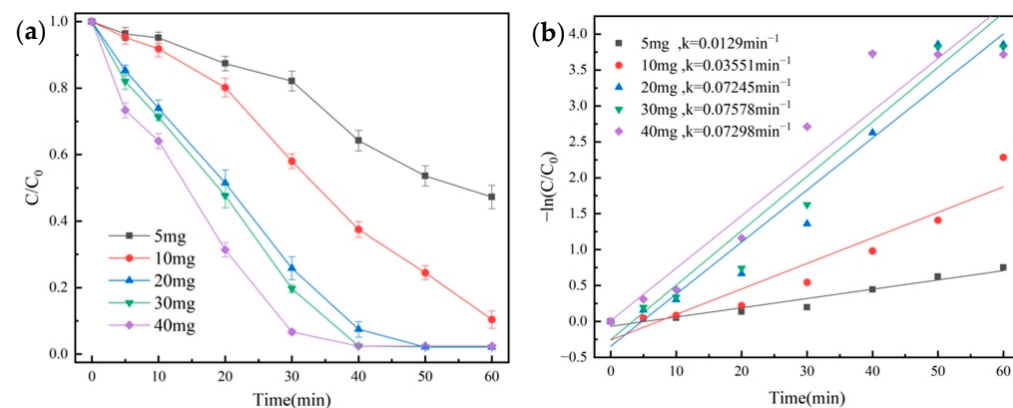 (a)
1.0
0.8
0.6
0.4
0.2
0.0
C/C₀
5mg
10mg
20mg
30mg
40mg
0 10 20 30 40 50 60
Time(min)
(b)
4.0
3.5
3.0
2.5
2.0
1.5
1.0
0.5
0.0
-0.5
−ln(C/C₀)
5mg ,k=0.0129min⁻¹
10mg ,k=0.03551min⁻¹
20mg ,k=0.07245min⁻¹
30mg ,k=0.07578min⁻¹
40mg ,k=0.07298min⁻¹
0 10 20 30 40 50 60
Time(min)